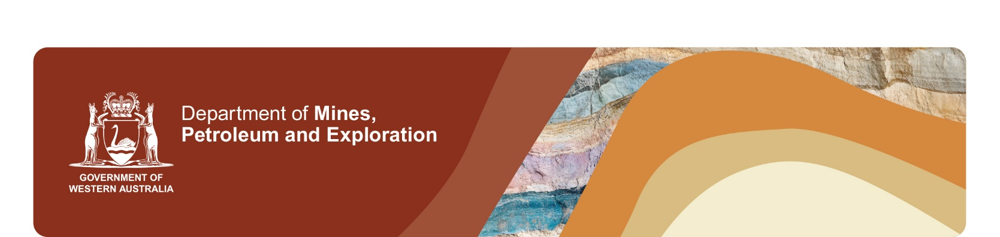 Department of Mines,
Petroleum and Exploration
GOVERNMENT OF
WESTERN AUSTRALIA